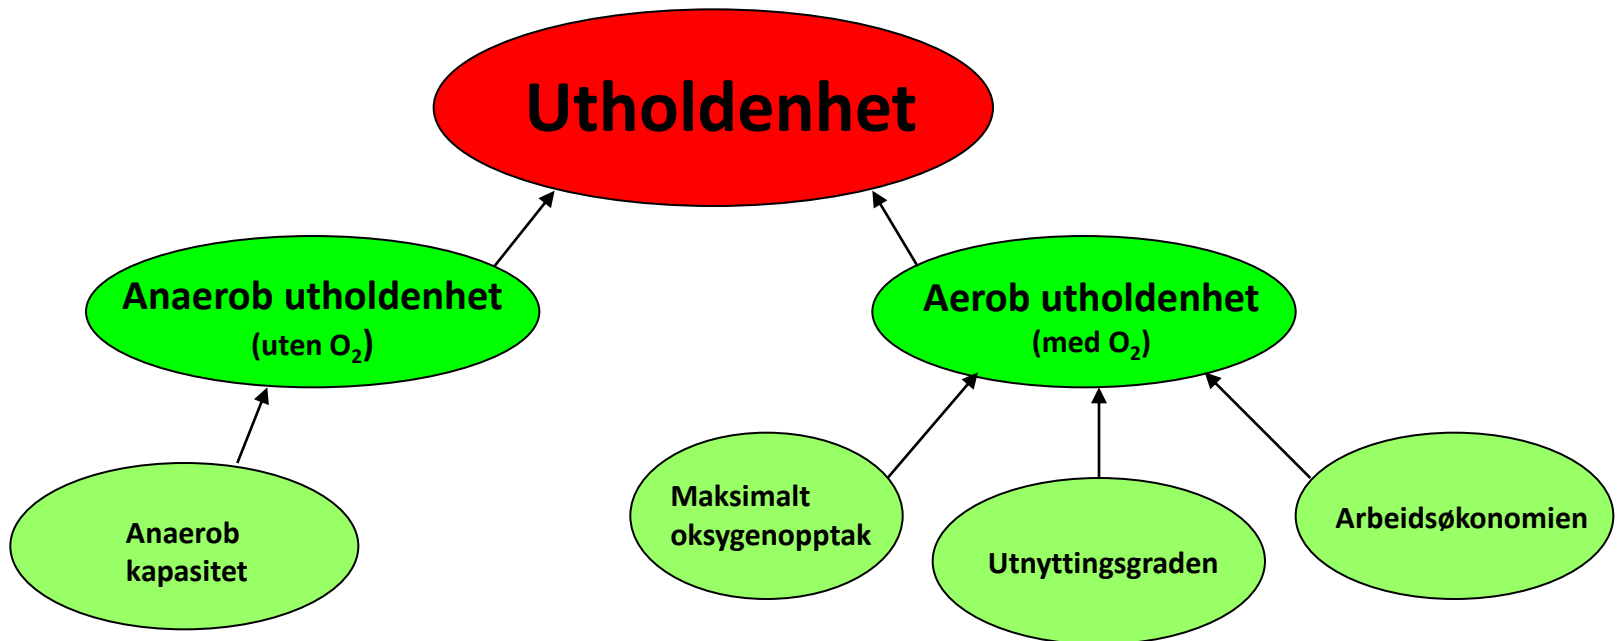 Utholdenhet
Anaerob utholdenhet
(uten O₂)
Aerob utholdenhet
(med O₂)
Anaerob
kapasitet
Maksimalt
oksygenopptak
Utnyttingsgraden
Arbeidsøkonomien